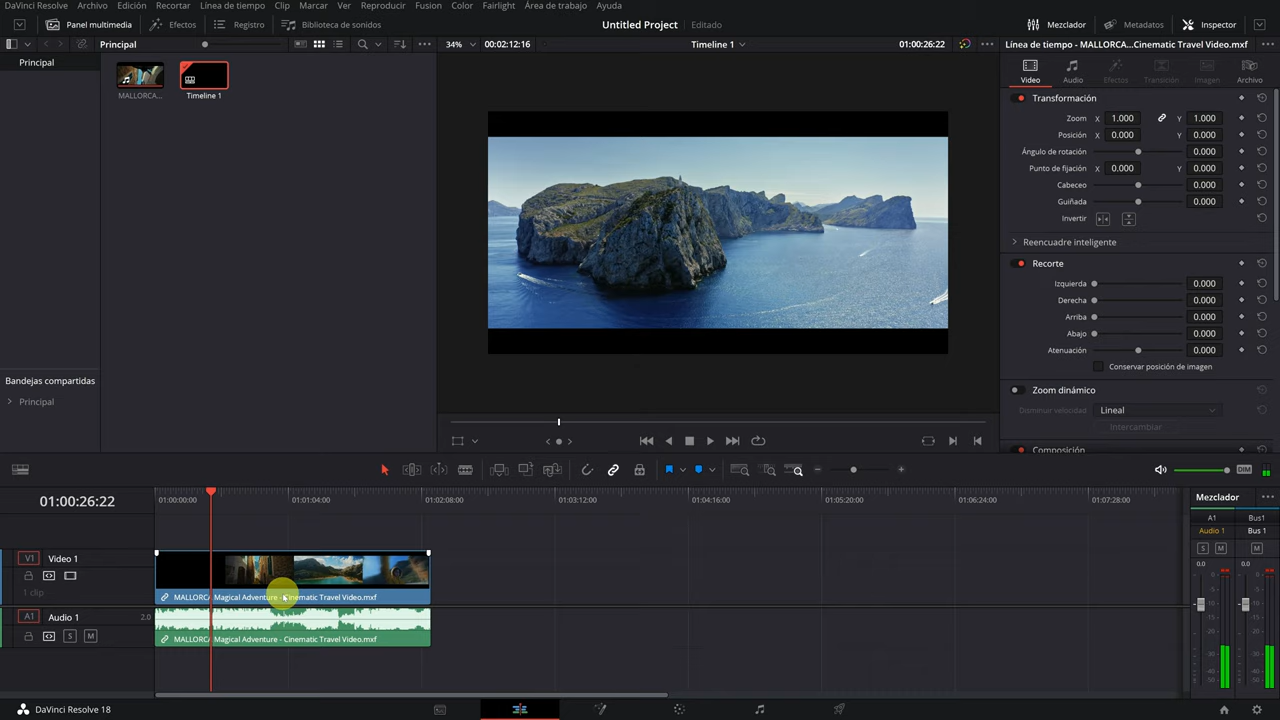 DaVinci Resolve Archivo Edición Recortar Línea de tiempo Clip Marcar Ver Reproducir Fusion Color Fairlight Área de trabajo Ayuda
Panel multimedia Efectos Registro Biblioteca de sonidos Untitled Project Editado Mezclador Metadatos Inspector
Principal 34% 00:02:12:16 Timeline 1 01:00:26:22 Línea de tiempo - MALLORCA...Cinematic Travel Video.mxf
Principal
MALLORCA... Timeline 1
Video Audio Efectos Transición Imagen Archivo
Transformación
Zoom X 1.000 Y 1.000
Posición X 0.000 Y 0.000
Ángulo de rotación 0.000
Punto de fijación X 0.000 Y 0.000
Cabeceo 0.000
Guiñada 0.000
Invertir
Reencuadre inteligente
Recorte
Izquierda 0.000
Derecha 0.000
Arriba 0.000
Abajo 0.000
Atenuación 0.000
Conservar posición de imagen
Zoom dinámico
Disminuir velocidad Lineal
Intercambiar
Composición
Bandejas compartidas
Principal
DIM
01:00:26:22 01:00:00:00 01:01:04:00 01:02:08:00 01:03:12:00 01:04:16:00 01:05:20:00 01:06:24:00 01:07:28:00
Mezclador
A1 Bus1
Audio 1 Bus 1
S M M
0.0 0.0
V1 Video 1
1 clip
MALLORCA Magical Adventure - Cinematic Travel Video.mxf
A1 Audio 1 2.0
S M
MALLORCA Magical Adventure - Cinematic Travel Video.mxf
DaVinci Resolve 18